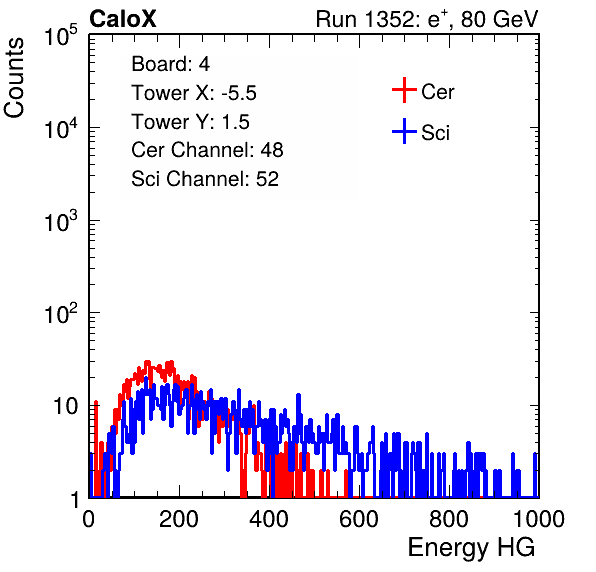 CaloX Run 1352: e⁺, 80 GeV
Counts
Board: 4
Tower X: -5.5
Tower Y: 1.5
Cer Channel: 48
Sci Channel: 52
Cer
Sci
10⁵
10⁴
10³
10²
10
1
0 200 400 600 800 1000
Energy HG